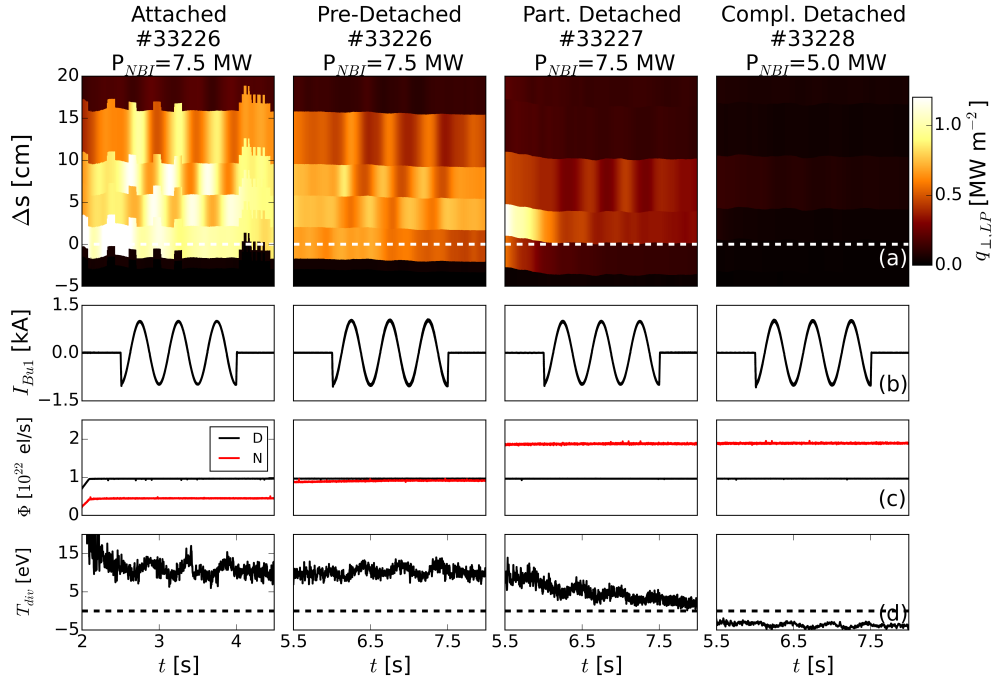 Attached
#33226
P_NBI=7.5 MW
Pre-Detached
#33226
P_NBI=7.5 MW
Part. Detached
#33227
P_NBI=7.5 MW
Compl. Detached
#33228
P_NBI=5.0 MW
Δs [cm]
20
15
10
5
0
−5
(a)
1.0
0.5
0.0
q_⊥,LP [MW m⁻²]
I_Bu1 [kA]
1.5
0.0
−1.5
(b)
Φ [10²² el/s]
2
1
0
D
N
(c)
T_div [eV]
15
5
−5
(d)
2 3 4
5.5 6.5 7.5
5.5 6.5 7.5
5.5 6.5 7.5
t [s]
t [s]
t [s]
t [s]